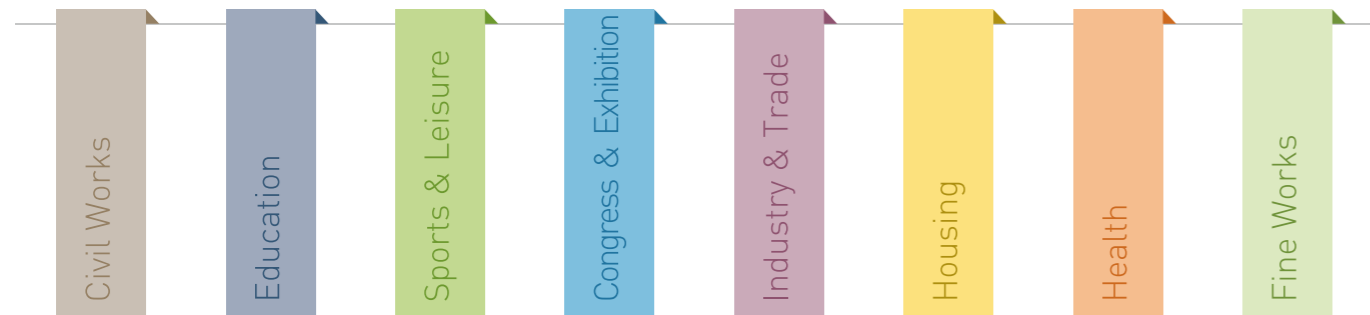 Civil Works
Education
Sports & Leisure
Congress & Exhibition
Industry & Trade
Housing
Health
Fine Works